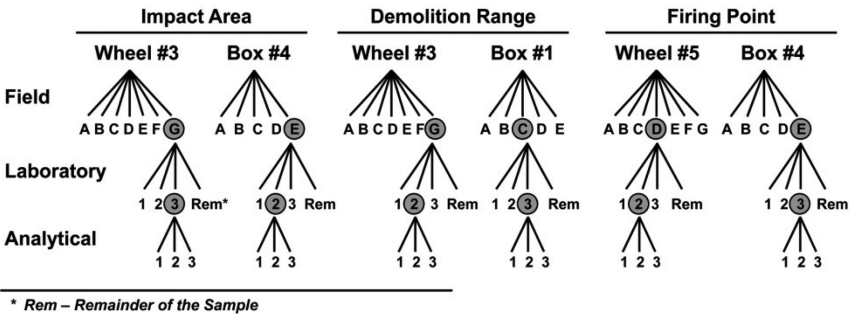 Impact Area Demolition Range Firing Point
Wheel #3 Box #4 Wheel #3 Box #1 Wheel #5 Box #4
Field
A B C D E F G A B C D E A B C D E F G A B C D E A B C D E F G A B C D E
Laboratory
1 2 3 Rem* 1 2 3 Rem 1 2 3 Rem 1 2 3 Rem 1 2 3 Rem 1 2 3 Rem
Analytical
1 2 3 1 2 3 1 2 3 1 2 3 1 2 3 1 2 3
* Rem – Remainder of the Sample